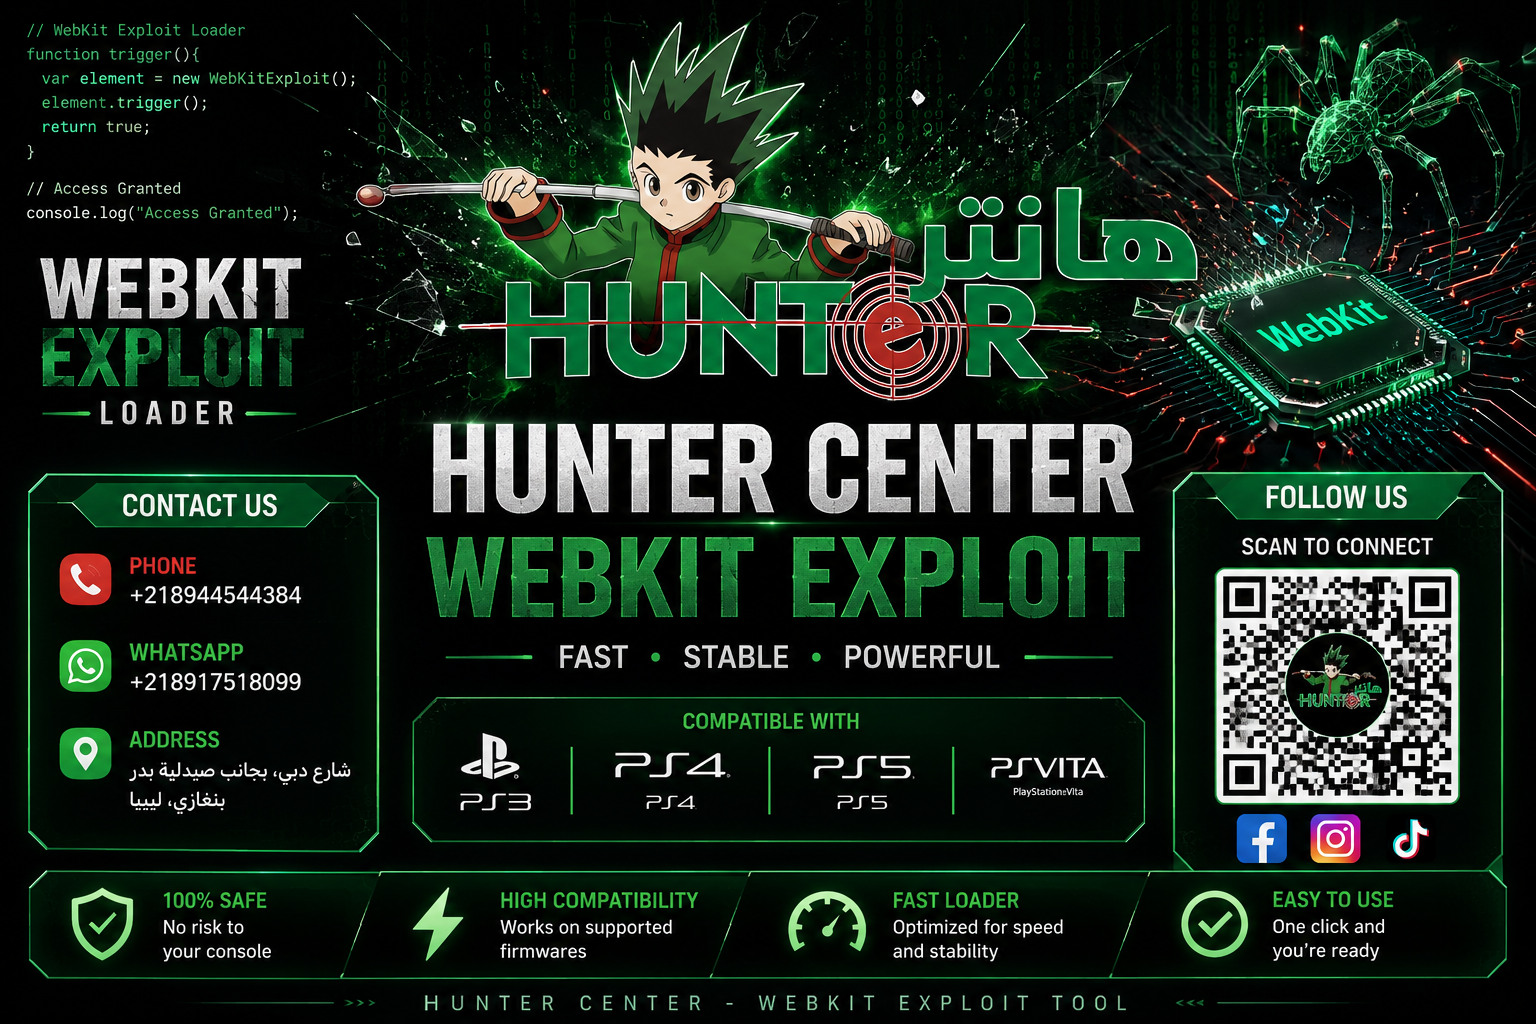 // WebKit Exploit Loader
function trigger(){
var element = new WebKitExploit();
element.trigger();
return true;
}
// Access Granted
console.log("Access Granted");
WEBKIT
EXPLOIT
LOADER
هانتر
HUNTeR
WebKit
HUNTER CENTER
WEBKIT EXPLOIT
FAST • STABLE • POWERFUL
CONTACT US
PHONE
+218944544384
WHATSAPP
+218917518099
ADDRESS
شارع دبي، بجانب صيدلية بدر
بنغازي، ليبيا
COMPATIBLE WITH
PS3
PS4
PS4
PS5
PS5
PSVITA
PlayStation®Vita
FOLLOW US
SCAN TO CONNECT
هانتر
HUNTeR
100% SAFE
No risk to
your console
HIGH COMPATIBILITY
Works on supported
firmwares
FAST LOADER
Optimized for speed
and stability
EASY TO USE
One click and
you're ready
>>> HUNTER CENTER - WEBKIT EXPLOIT TOOL <<<